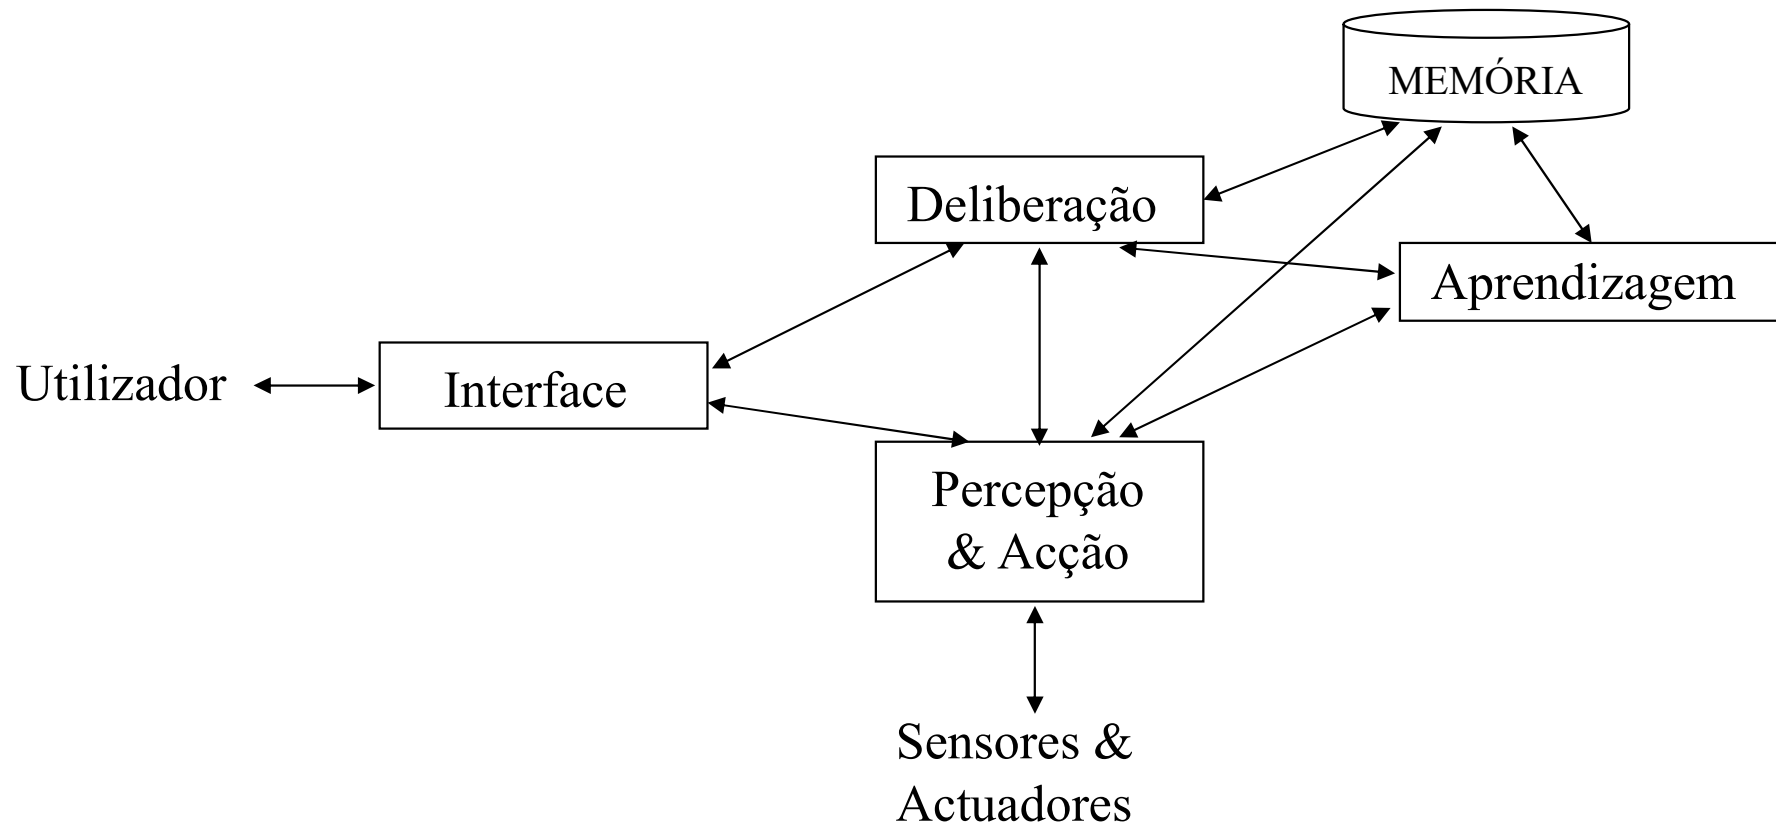 MEMÓRIA
Deliberação
Aprendizagem
Utilizador
Interface
Percepção
& Acção
Sensores &
Actuadores